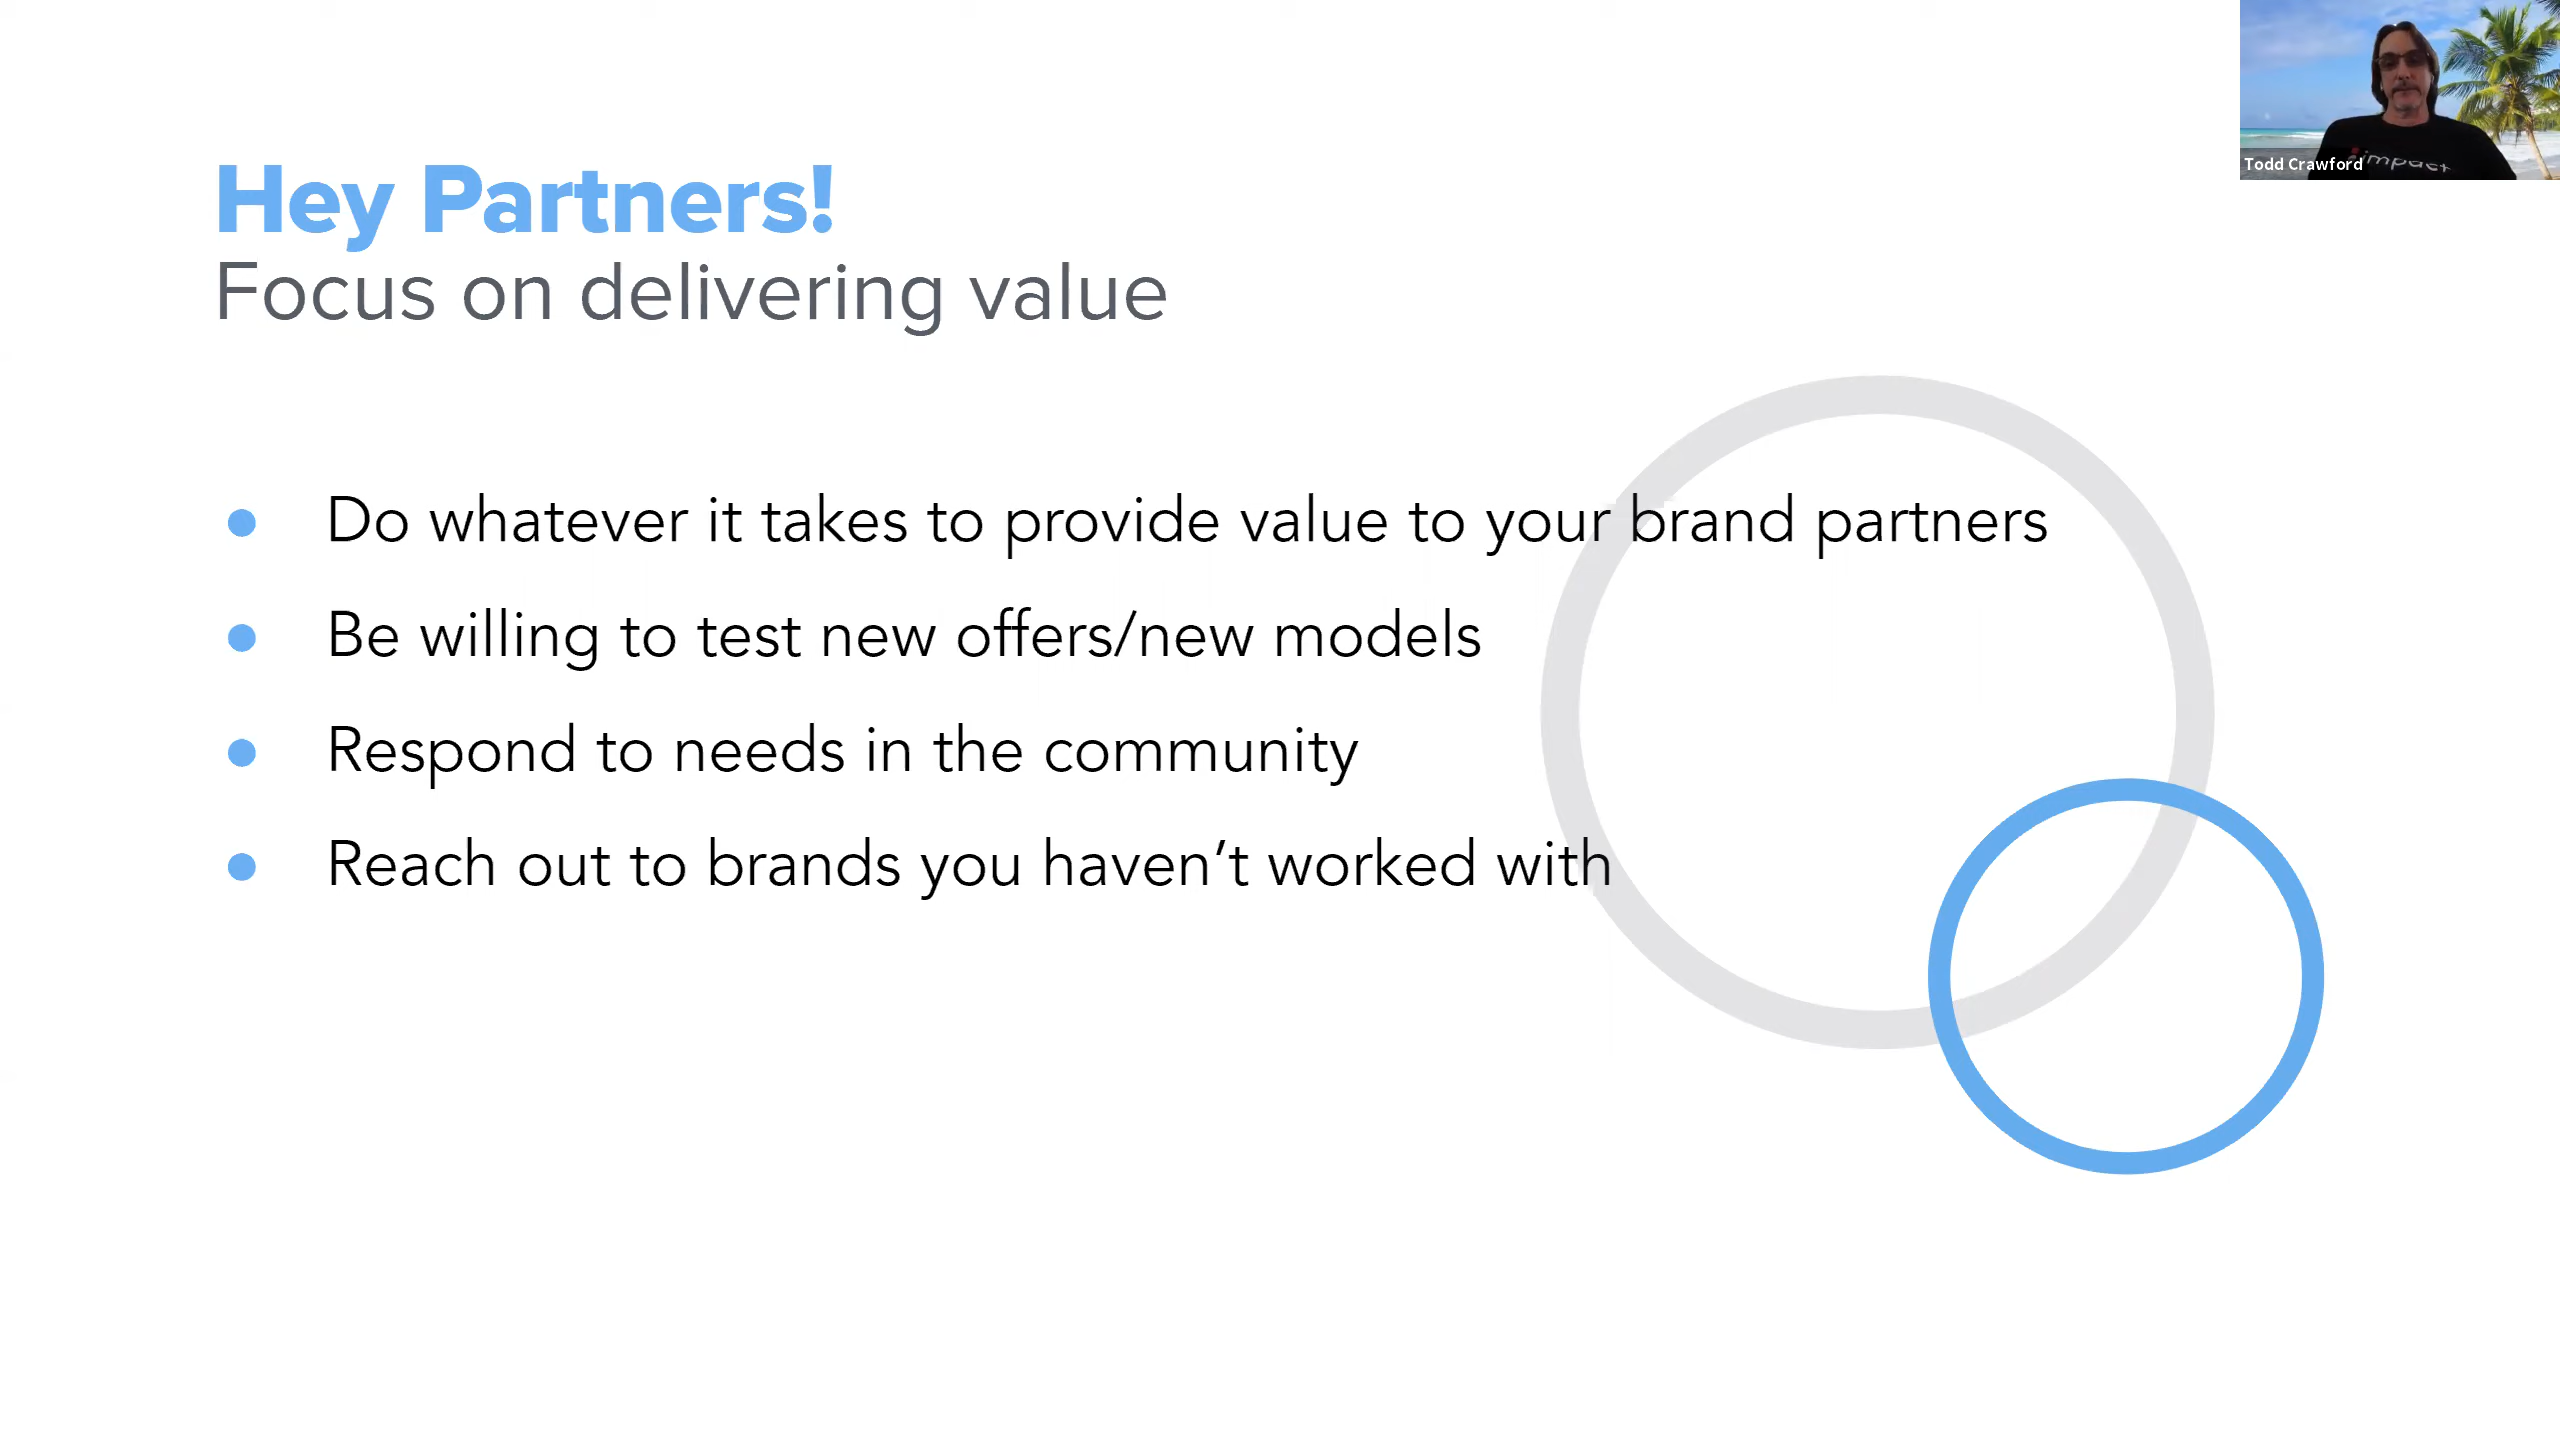 Hey Partners!
Focus on delivering value
Do whatever it takes to provide value to your brand partners
Be willing to test new offers/new models
Respond to needs in the community
Reach out to brands you haven’t worked with
Todd Crawford
impact